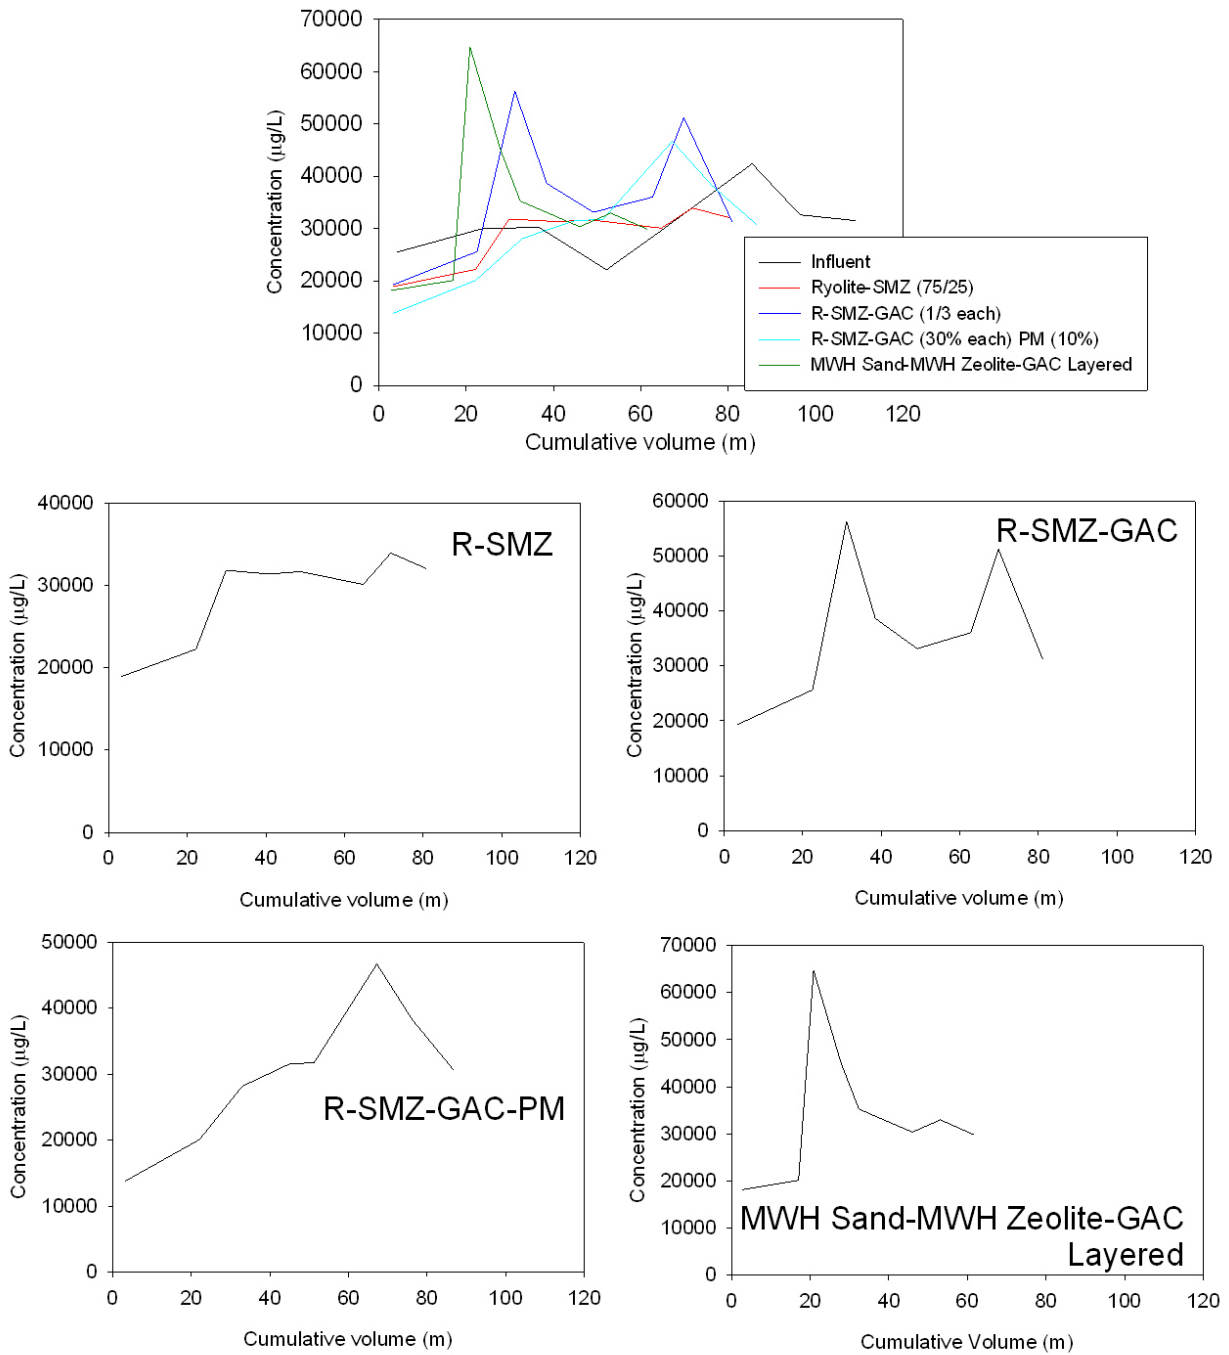 70000
60000
50000
40000
30000
20000
10000
0
Concentration (µg/L)
0 20 40 60 80 100 120
Cumulative volume (m)
Influent
Ryolite-SMZ (75/25)
R-SMZ-GAC (1/3 each)
R-SMZ-GAC (30% each) PM (10%)
MWH Sand-MWH Zeolite-GAC Layered
40000
30000
20000
10000
0
Concentration (µg/L)
R-SMZ
0 20 40 60 80 100 120
Cumulative volume (m)
60000
50000
40000
30000
20000
10000
0
Concentration (µg/L)
R-SMZ-GAC
0 20 40 60 80 100 120
Cumulative volume (m)
50000
40000
30000
20000
10000
0
Concentration (µg/L)
R-SMZ-GAC-PM
0 20 40 60 80 100 120
Cumulative volume (m)
70000
60000
50000
40000
30000
20000
10000
0
Concentration (µg/L)
MWH Sand-MWH Zeolite-GAC
Layered
0 20 40 60 80 100 120
Cumulative Volume (m)